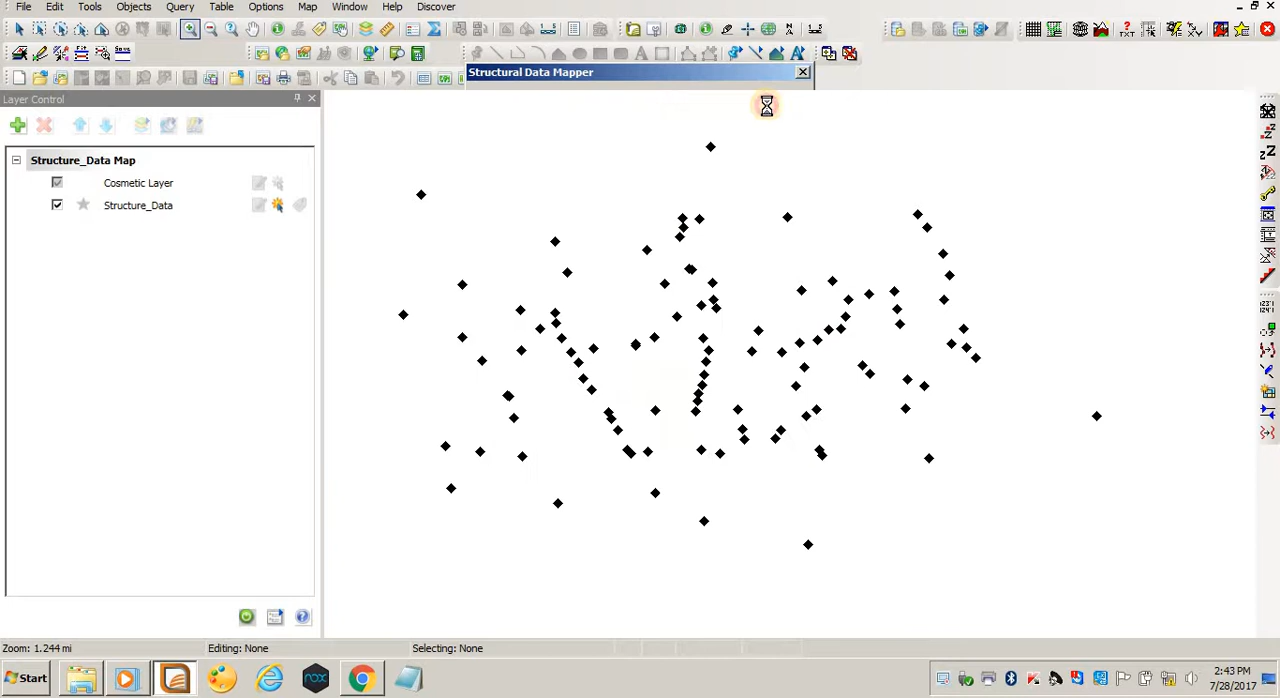 File Edit Tools Objects Query Table Options Map Window Help Discover
Structural Data Mapper
Layer Control
Structure_Data Map
Cosmetic Layer
Structure_Data
Zoom: 1.244 mi Editing: None Selecting: None
Start nox 2:43 PM
7/28/2017